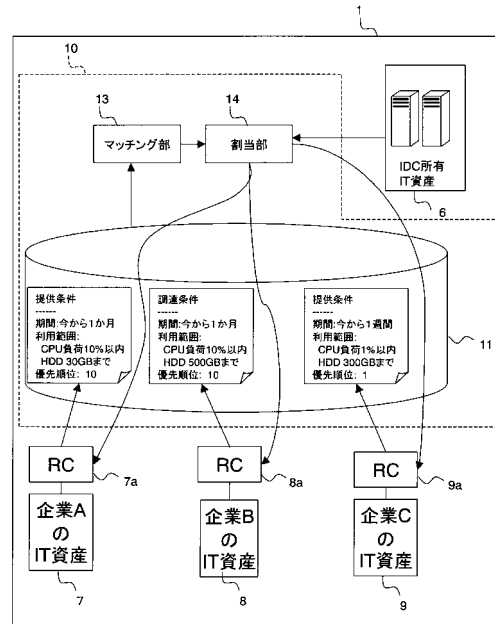 1
10
13
14
マッチング部
割当部
IDC所有
IT資産
6
提供条件
------
期間:今から1か月
利用範囲:
CPU負荷10%以内
HDD 30GBまで
優先順位: 10
調達条件
------
期間:今から1か月
利用範囲:
CPU負荷10%以内
HDD 500GBまで
優先順位: 10
提供条件
------
期間:今から1週間
利用範囲:
CPU負荷1%以内
HDD 300GBまで
優先順位: 1
11
RC
7a
RC
8a
RC
9a
企業A
の
IT資産
7
企業B
の
IT資産
8
企業C
の
IT資産
9